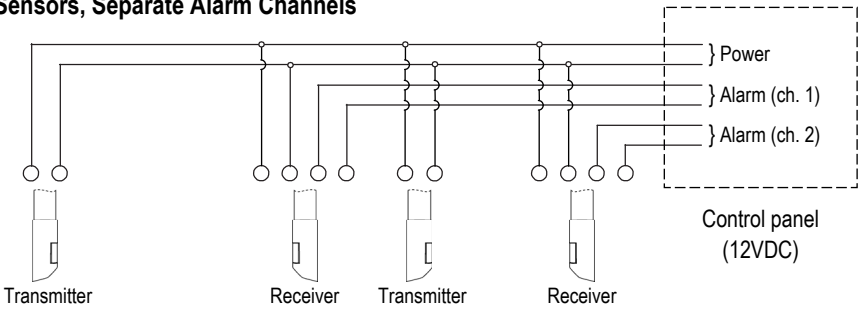 Sensors, Separate Alarm Channels
} Power
} Alarm (ch. 1)
} Alarm (ch. 2)
Control panel
(12VDC)
Transmitter
Receiver
Transmitter
Receiver